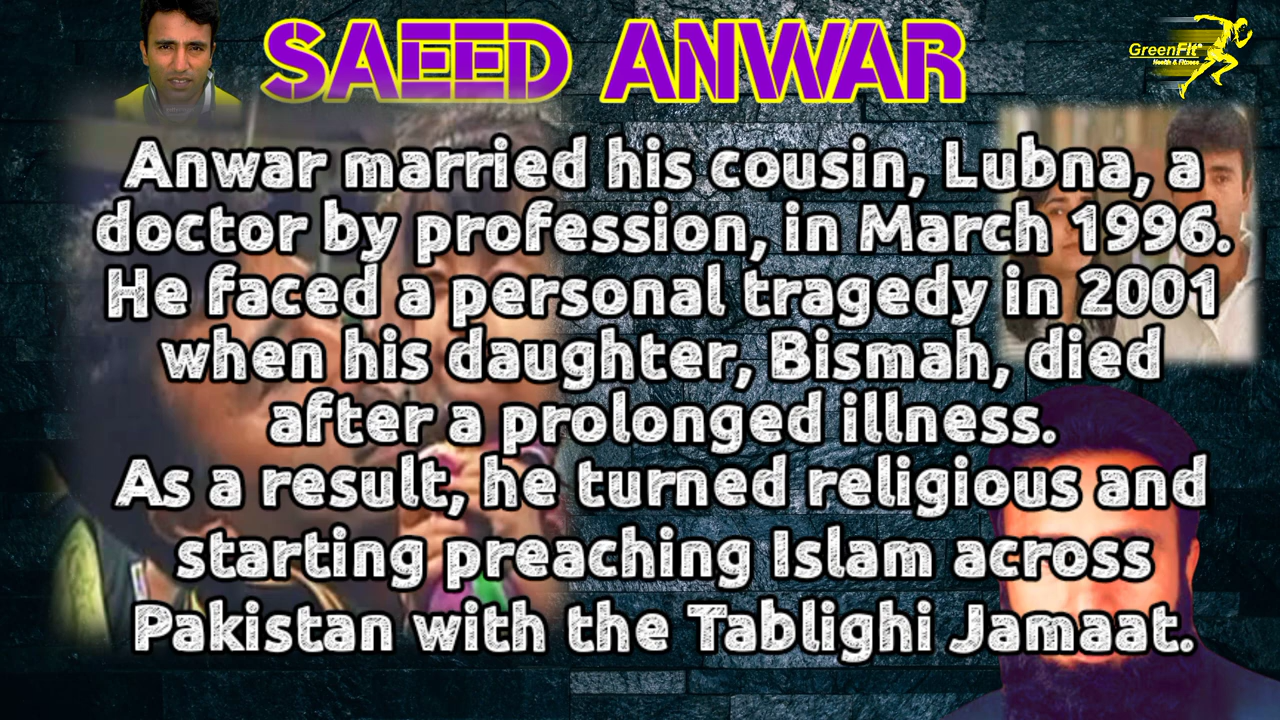 SAEED ANWAR
GreenFit
Health & Fitness
Anwar married his cousin, Lubna, a
doctor by profession, in March 1996.
He faced a personal tragedy in 2001
when his daughter, Bismah, died
after a prolonged illness.
As a result, he turned religious and
starting preaching Islam across
Pakistan with the Tablighi Jamaat.